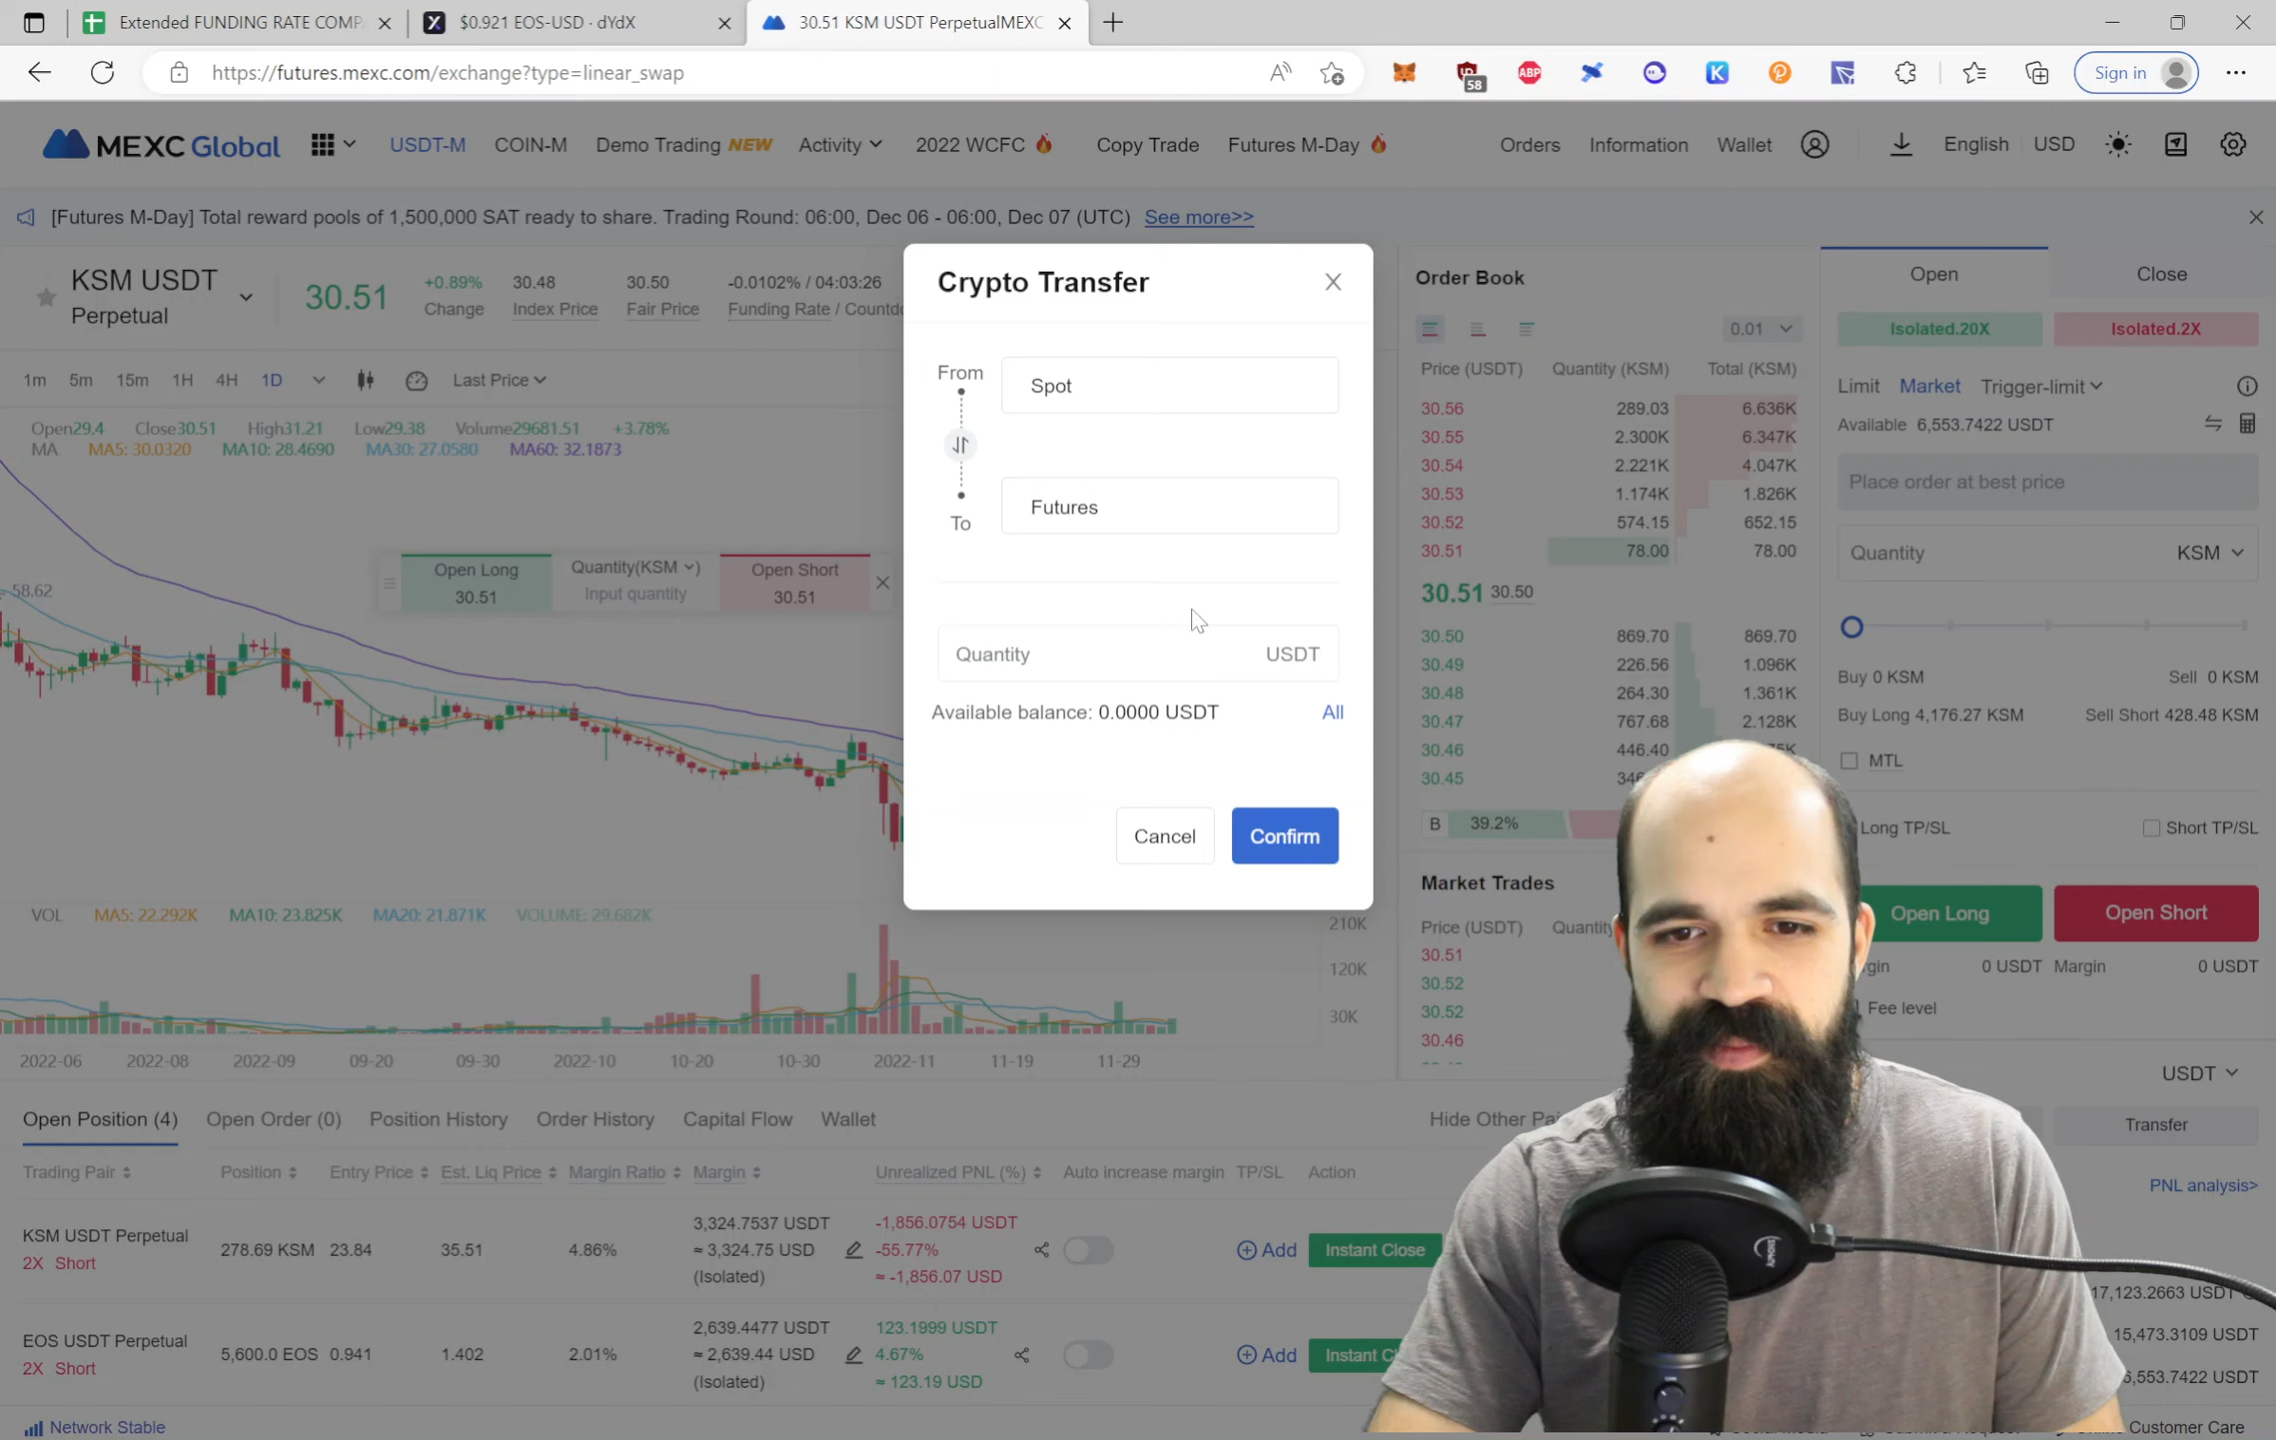 Extended FUNDING RATE COMP
$0.921 EOS-USD · dYdX
30.51 KSM USDT PerpetualMEXC
https://futures.mexc.com/exchange?type=linear_swap
58
ABP
Sign in
MEXC Global
USDT-M
COIN-M
Demo Trading NEW
Activity
2022 WCFC
Copy Trade
Futures M-Day
Orders
Information
Wallet
English
USD
[Futures M-Day] Total reward pools of 1,500,000 SAT ready to share. Trading Round: 06:00, Dec 06 - 06:00, Dec 07 (UTC) See more>>
KSM USDT
Perpetual
30.51
+0.89%
Change
30.48
Index Price
30.50
Fair Price
-0.0102% / 04:03:26
Funding Rate / Countdo
1m 5m 15m 1H 4H 1D Last Price
Open29.4 Close30.51 High31.21 Low29.38 Volume29681.51 +3.78%
MA MA5: 30.0320 MA10: 28.4690 MA30: 27.0580 MA60: 32.1873
58.62
Open Long
30.51
Quantity(KSM)
Input quantity
Open Short
30.51
VOL MA5: 22.292K MA10: 23.825K MA20: 21.871K VOLUME: 29.682K
210K
120K
30K
2022-06 2022-08 2022-09 09-20 09-30 2022-10 10-20 10-30 2022-11 11-19 11-29
Crypto Transfer
From
Spot
To
Futures
Quantity USDT
Available balance: 0.0000 USDT All
Cancel Confirm
Order Book
0.01
Price (USDT) Quantity (KSM) Total (KSM)
30.56 289.03 6.636K
30.55 2.300K 6.347K
30.54 2.221K 4.047K
30.53 1.174K 1.826K
30.52 574.15 652.15
30.51 78.00 78.00
30.51 30.50
30.50 869.70 869.70
30.49 226.56 1.096K
30.48 264.30 1.361K
30.47 767.68 2.128K
30.46 446.40
30.45
B 39.2%
Market Trades
Price (USDT) Quantity
30.51
30.52
30.52
30.46
Open Close
Isolated.20X Isolated.2X
Limit Market Trigger-limit
Available 6,553.7422 USDT
Place order at best price
Quantity KSM
Buy 0 KSM Sell 0 KSM
Buy Long 4,176.27 KSM Sell Short 428.48 KSM
MTL
Long TP/SL Short TP/SL
Open Long Open Short
gin 0 USDT Margin 0 USDT
Fee level
USDT
Transfer
PNL analysis>
17,123.2663 USDT
15,473.3109 USDT
6,553.7422 USDT
Open Position (4) Open Order (0) Position History Order History Capital Flow Wallet Hide Other Pai
Trading Pair Position Entry Price Est. Liq Price Margin Ratio Margin Unrealized PNL (%) Auto increase margin TP/SL Action
KSM USDT Perpetual
2X Short
278.69 KSM 23.84 35.51 4.86%
3,324.7537 USDT
≈ 3,324.75 USD
(Isolated)
-1,856.0754 USDT
-55.77%
≈ -1,856.07 USD
Add Instant Close
EOS USDT Perpetual
2X Short
5,600.0 EOS 0.941 1.402 2.01%
2,639.4477 USDT
≈ 2,639.44 USD
(Isolated)
123.1999 USDT
4.67%
≈ 123.19 USD
Add Instant C
Network Stable
Customer Care